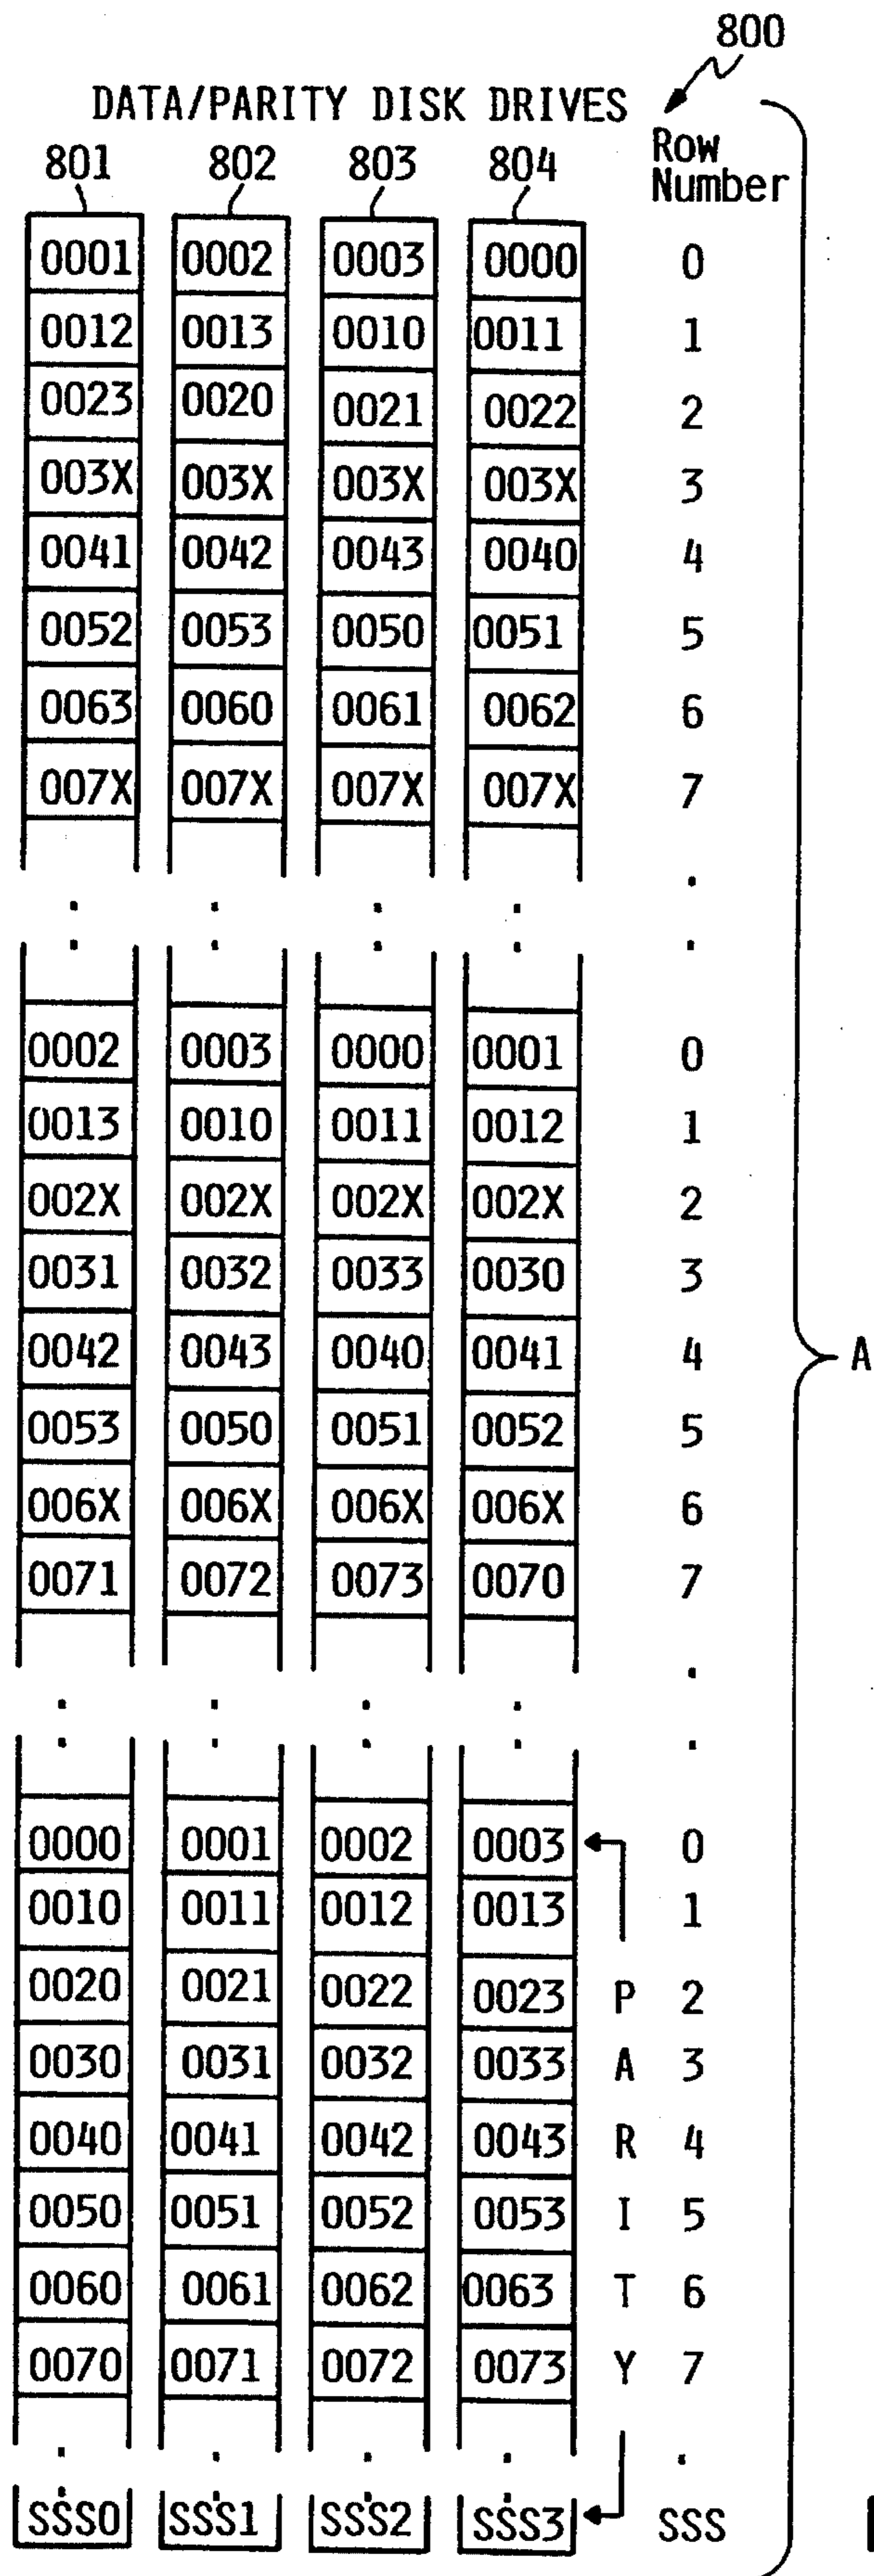 800
DATA/PARITY DISK DRIVES
801 802 803 804 Row Number
0001 0002 0003 0000 0
0012 0013 0010 0011 1
0023 0020 0021 0022 2
003X 003X 003X 003X 3
0041 0042 0043 0040 4
0052 0053 0050 0051 5
0063 0060 0061 0062 6
007X 007X 007X 007X 7
0002 0003 0000 0001 0
0013 0010 0011 0012 1
002X 002X 002X 002X 2
0031 0032 0033 0030 3
0042 0043 0040 0041 4
A
0053 0050 0051 0052 5
006X 006X 006X 006X 6
0071 0072 0073 0070 7
0000 0001 0002 0003 0
0010 0011 0012 0013 1
0020 0021 0022 0023 P 2
0030 0031 0032 0033 A 3
0040 0041 0042 0043 R 4
0050 0051 0052 0053 I 5
0060 0061 0062 0063 T 6
0070 0071 0072 0073 Y 7
SSS0 SSS1 SSS2 SSS3 SSS